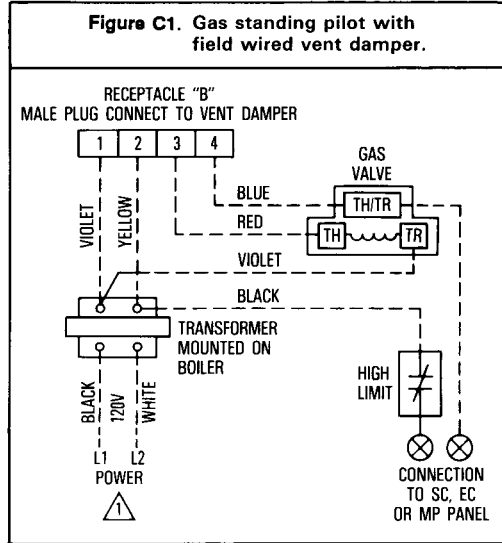 Figure C1. Gas standing pilot with
field wired vent damper.
RECEPTACLE "B"
MALE PLUG CONNECT TO VENT DAMPER
1 2 3 4
GAS
VALVE
BLUE
TH/TR
RED
TH
TR
VIOLET
YELLOW
VIOLET
BLACK
TRANSFORMER
MOUNTED ON
BOILER
HIGH
LIMIT
BLACK
120V
WHITE
L1 L2
POWER
1
CONNECTION
TO SC, EC
OR MP PANEL